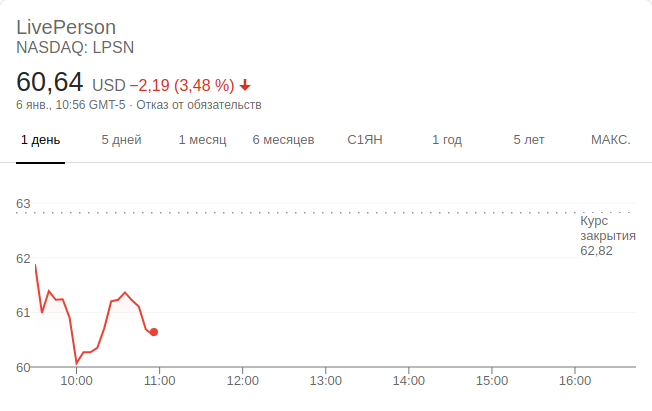 LivePerson
NASDAQ: LPSN
60,64 USD −2,19 (3,48 %)
6 янв., 10:56 GMT-5 · Отказ от обязательств
1 день 5 дней 1 месяц 6 месяцев С1ЯН 1 год 5 лет МАКС.
63
Курс
закрытия
62,82
62
61
60
10:00 11:00 12:00 13:00 14:00 15:00 16:00